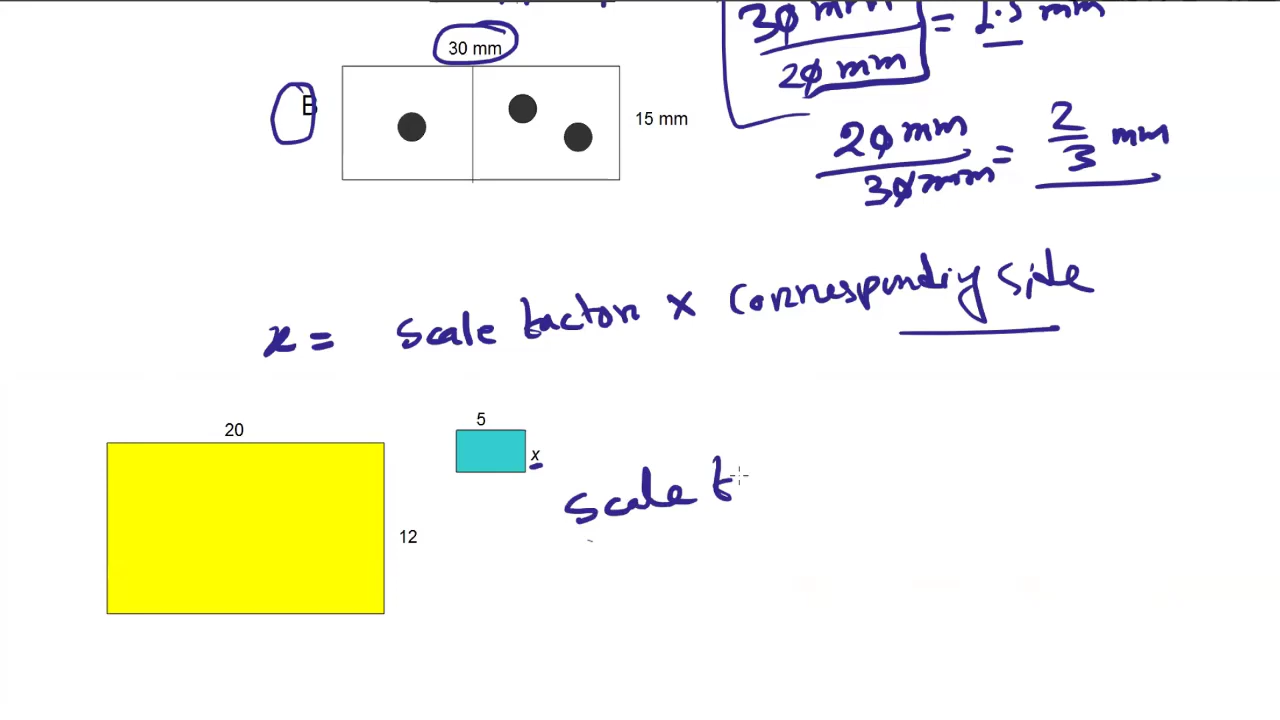 30 mm = 1.5 mm
20 mm
30 mm
B
15 mm
20 mm = 2/3 mm
30 mm
x = Scale factor × Corresponding side
20
5
x
12
Scale f